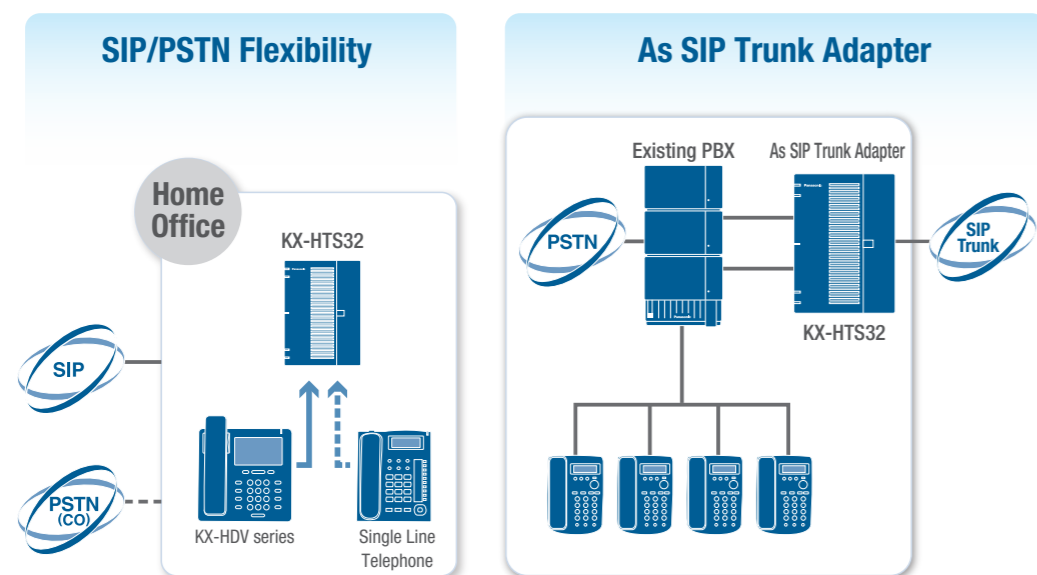 SIP/PSTN Flexibility
Home
Office
KX-HTS32
SIP
PSTN
(CO)
KX-HDV series
Single Line
Telephone
As SIP Trunk Adapter
Existing PBX
As SIP Trunk Adapter
PSTN
SIP
Trunk
KX-HTS32